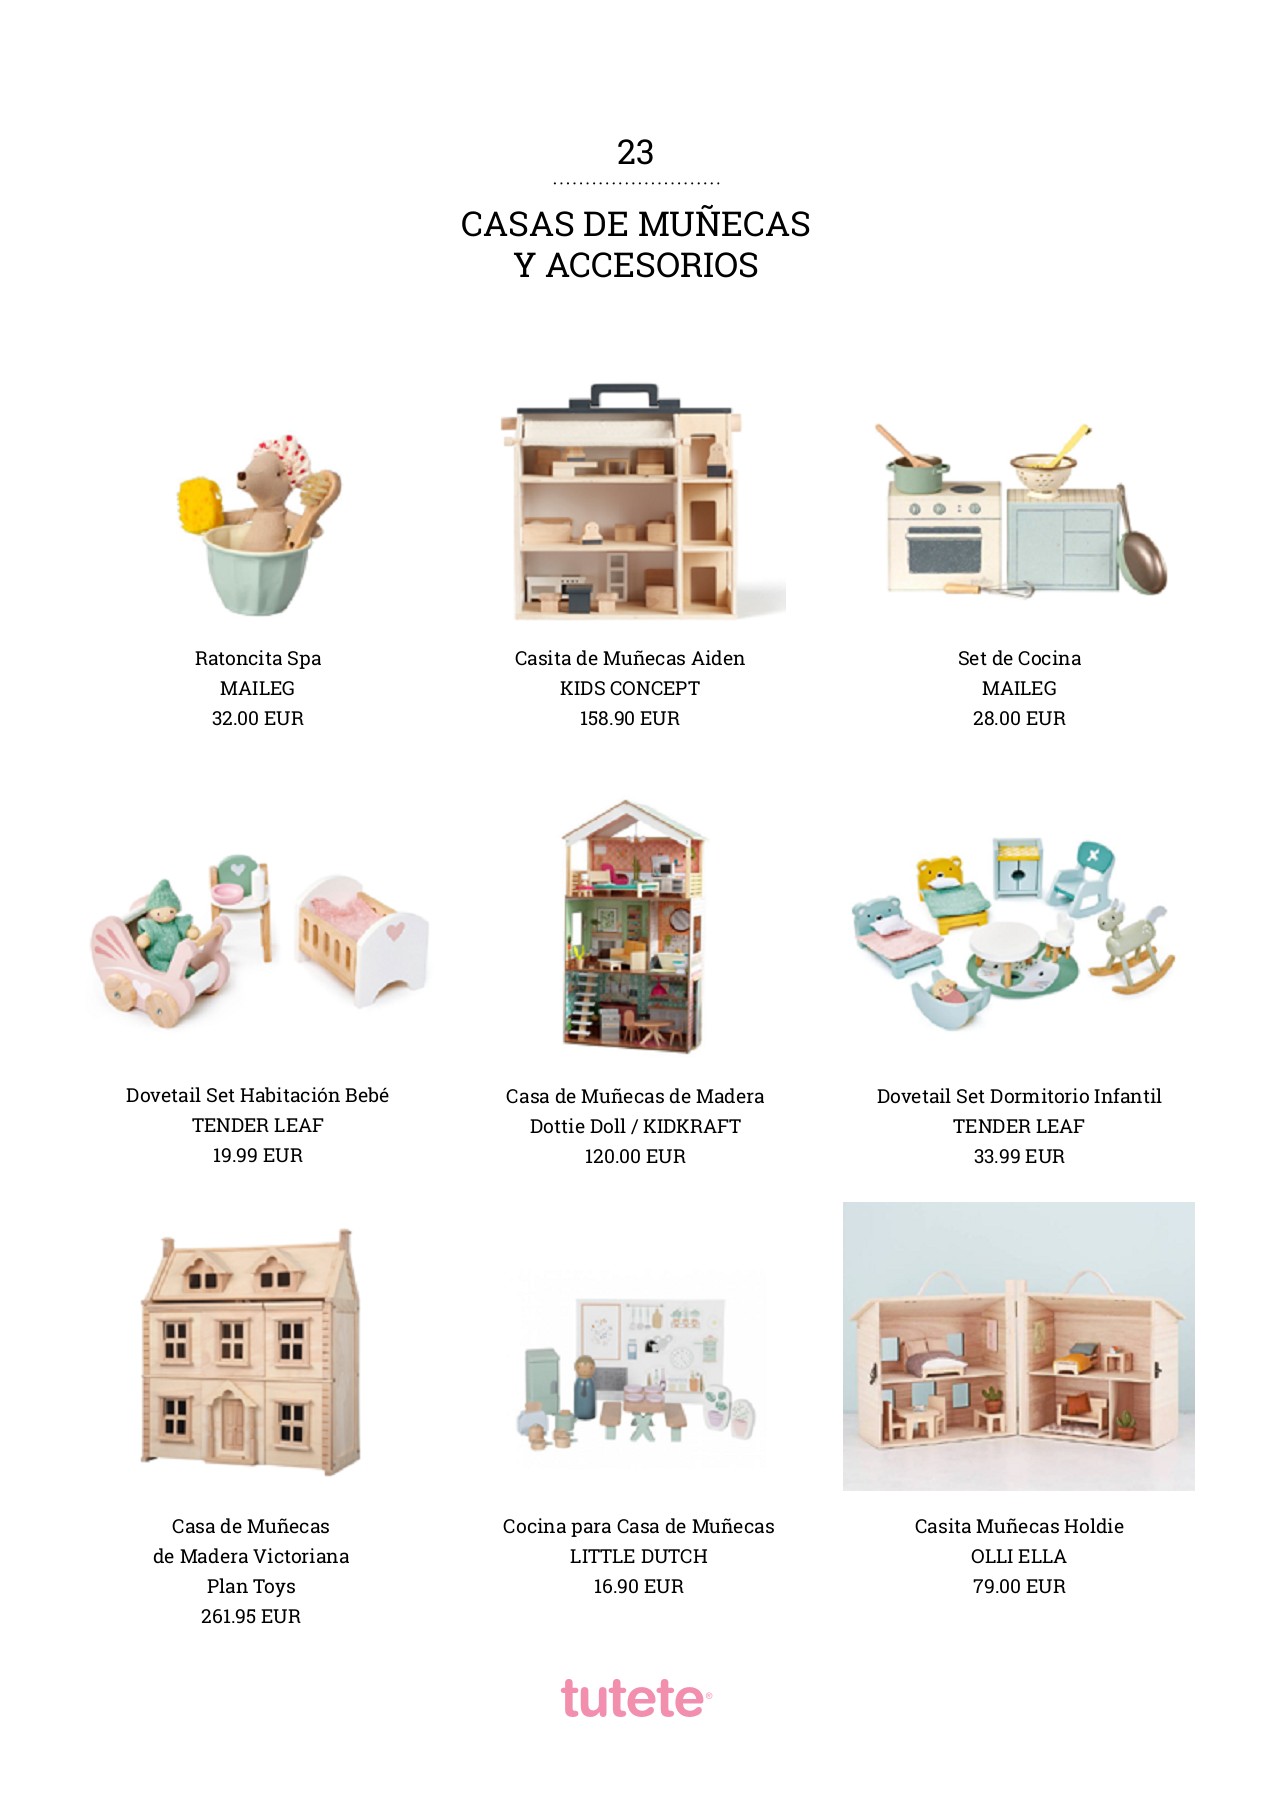 23
CASAS DE MUÑECAS
Y ACCESORIOS
Ratoncita Spa
MAILEG
32.00 EUR
Casita de Muñecas Aiden
KIDS CONCEPT
158.90 EUR
Set de Cocina
MAILEG
28.00 EUR
Dovetail Set Habitación Bebé
TENDER LEAF
19.99 EUR
Casa de Muñecas de Madera
Dottie Doll / KIDKRAFT
120.00 EUR
Dovetail Set Dormitorio Infantil
TENDER LEAF
33.99 EUR
Casa de Muñecas
de Madera Victoriana
Plan Toys
261.95 EUR
Cocina para Casa de Muñecas
LITTLE DUTCH
16.90 EUR
Casita Muñecas Holdie
OLLI ELLA
79.00 EUR
tutete®